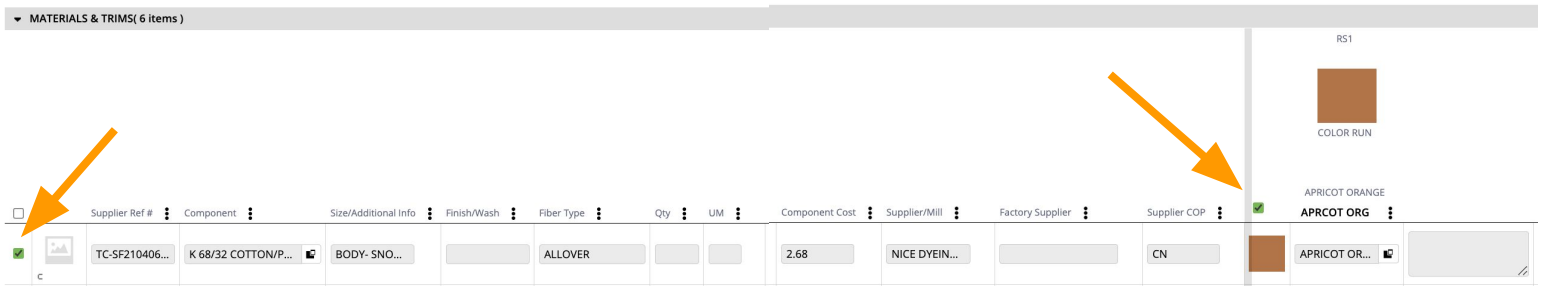 MATERIALS & TRIMS( 6 items )
RS1
COLOR RUN
APRICOT ORANGE
Supplier Ref # Component Size/Additional Info Finish/Wash Fiber Type Qty UM Component Cost Supplier/Mill Factory Supplier Supplier COP APRCOT ORG
TC-SF210406... K 68/32 COTTON/P... BODY- SNO... ALLOVER 2.68 NICE DYEIN... CN APRICOT OR...
C